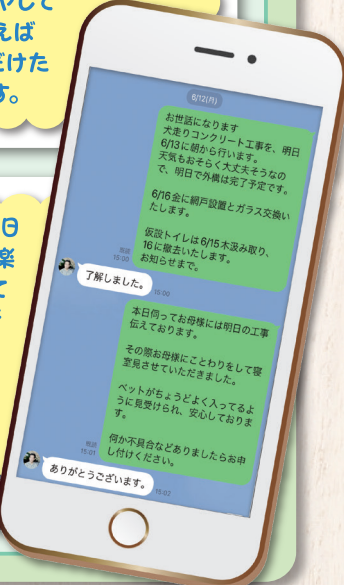 やして
えば
だけた
す。
日
楽
て
6/12(月)
お世話になります
犬走りコンクリート工事を、明日
6/13に朝から行います。
天気もおそらく大丈夫そうなの
で、明日で外構は完了予定です。
6/16金に網戸設置とガラス交換い
たします。
仮設トイレは6/15木汲み取り、
16に撤去いたします。
お知らせまで。
既読
15:00
了解しました。
15:00
本日伺ってお母様には明日の工事
伝えております。
その際お母様にことわりをして寝
室見させていただきました。
ベットがちょうどよく入ってるよ
うに見受けられ、安心しておりま
す。
何か不具合などありましたらお申
し付けください。
既読
15:01
ありがとうございます。
15:02